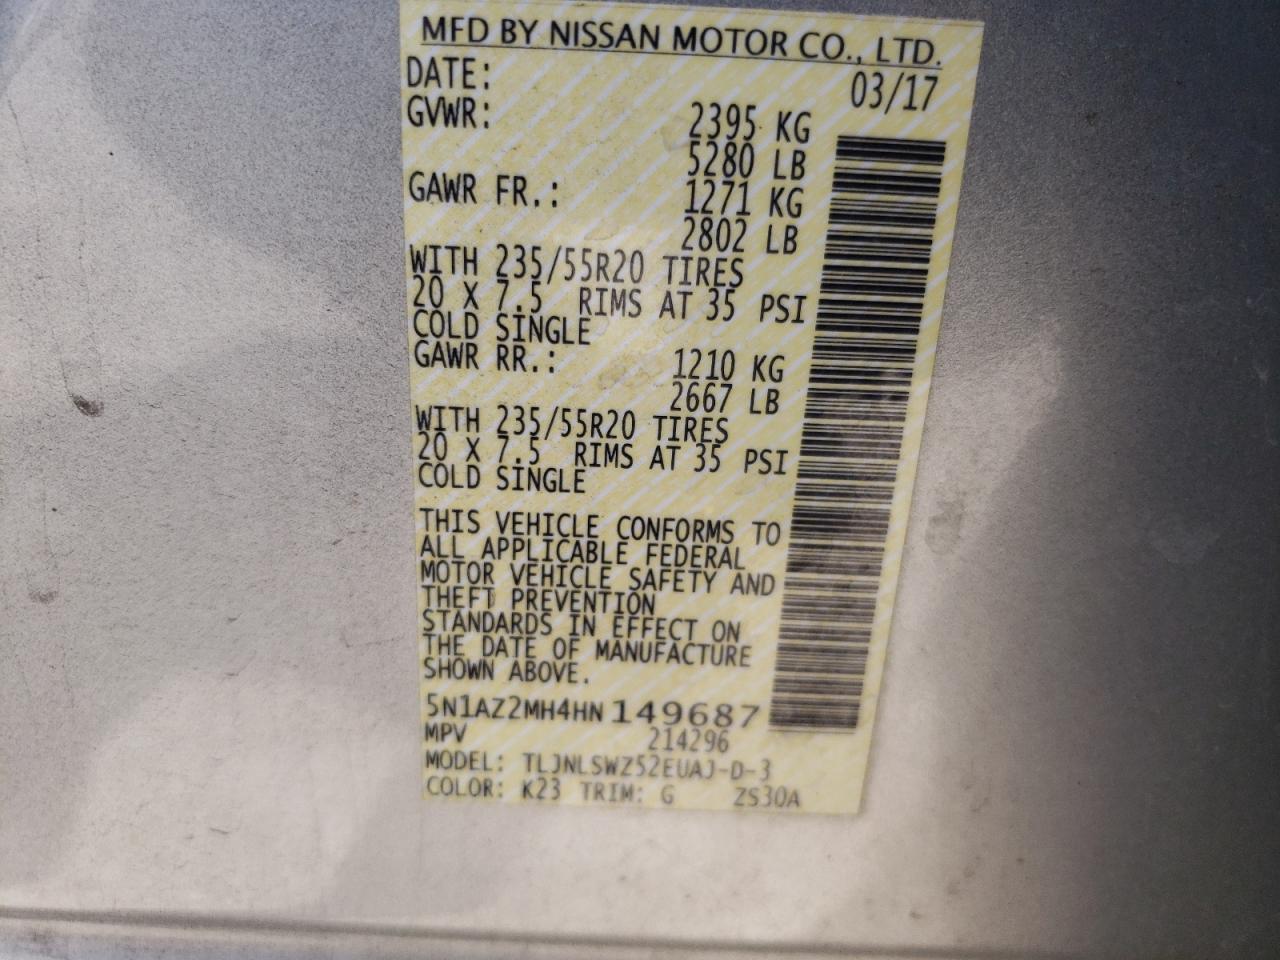 MFD BY NISSAN MOTOR CO., LTD.
DATE: 03/17
GVWR: 2395 KG
5280 LB
GAWR FR.: 1271 KG
2802 LB
WITH 235/55R20 TIRES
20 X 7.5 RIMS AT 35 PSI
COLD SINGLE
GAWR RR.: 1210 KG
2667 LB
WITH 235/55R20 TIRES
20 X 7.5 RIMS AT 35 PSI
COLD SINGLE
THIS VEHICLE CONFORMS TO
ALL APPLICABLE FEDERAL
MOTOR VEHICLE SAFETY AND
THEFT PREVENTION
STANDARDS IN EFFECT ON
THE DATE OF MANUFACTURE
SHOWN ABOVE.
5N1AZ2MH4HN149687
MPV 214296
MODEL: TLJNLSWZ52EUAJ-D-3
COLOR: K23 TRIM: G ZS30A